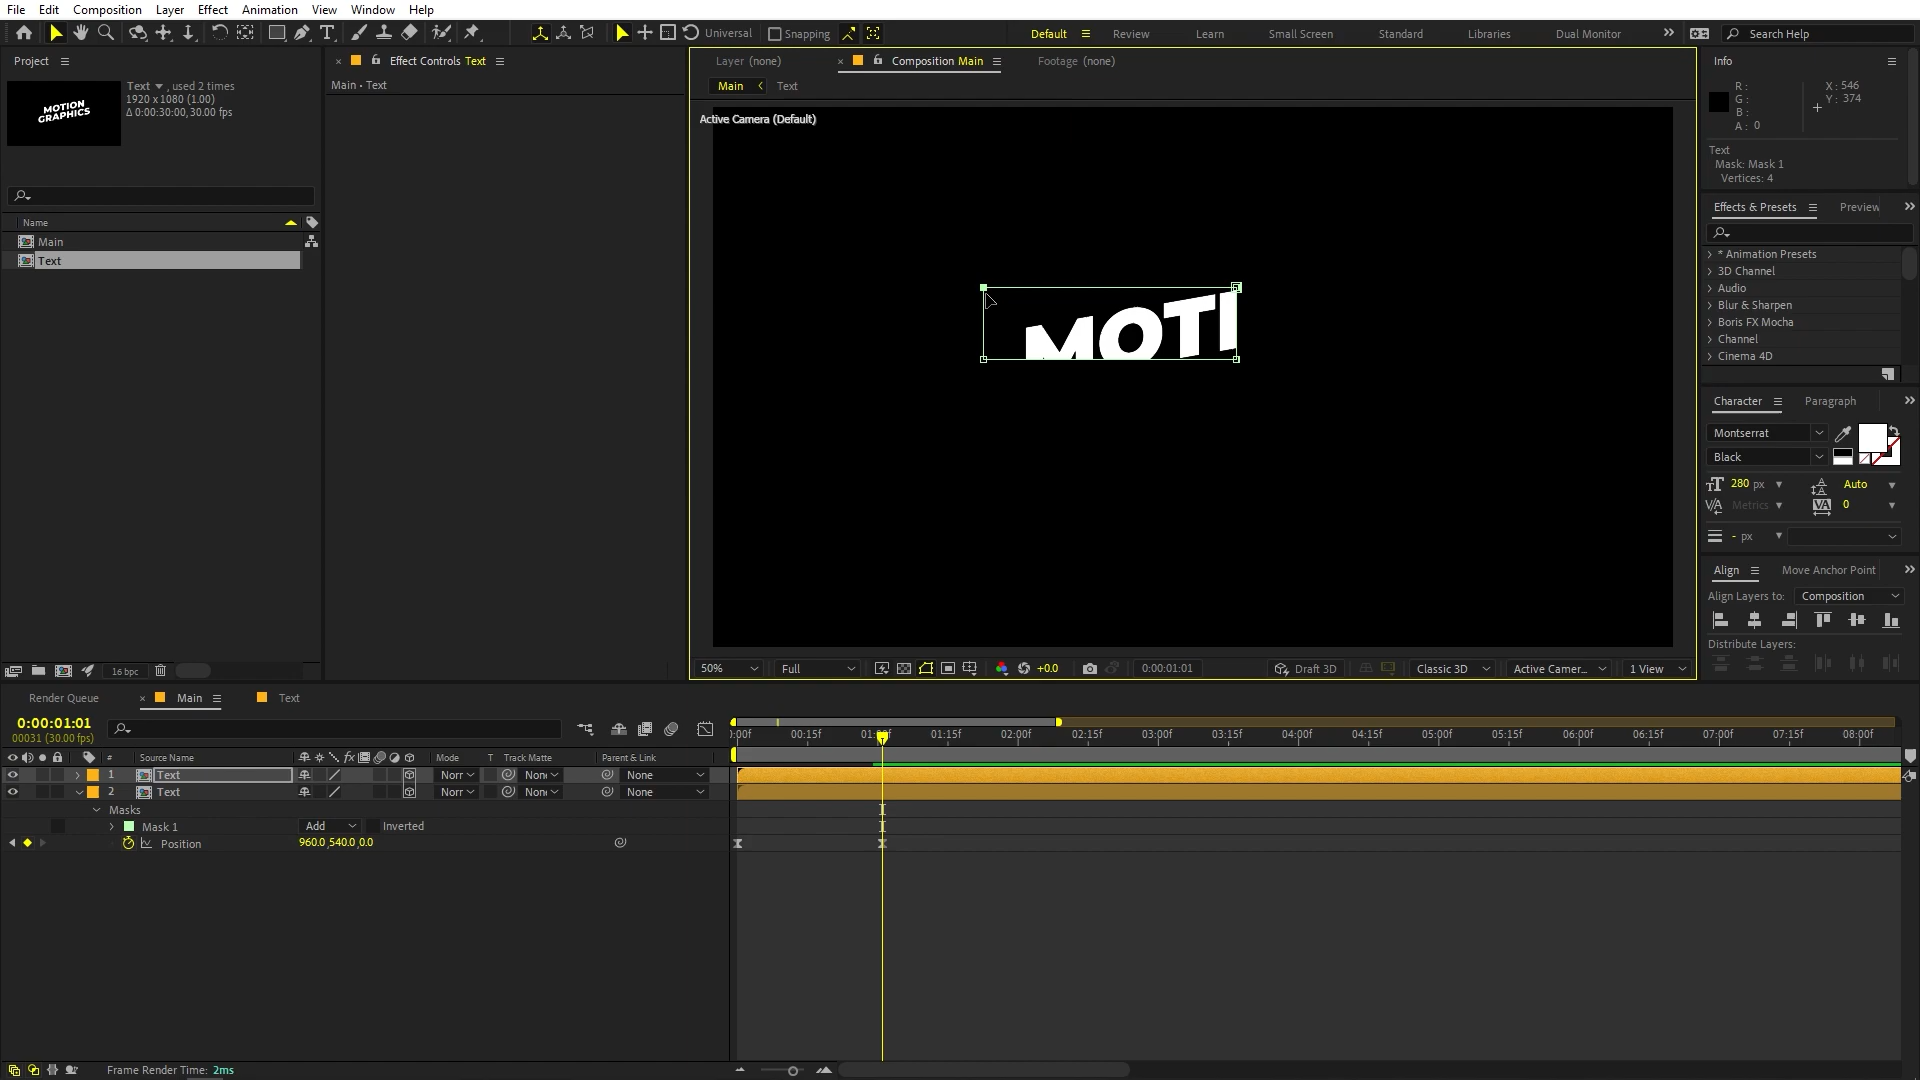 File Edit Composition Layer Effect Animation View Window Help
Universal Snapping Default Review Learn Small Screen Standard Libraries Dual Monitor Search Help
Project
Text , used 2 times
1920 x 1080 (1.00)
Δ 0:00:30:00, 30.00 fps
MOTION
GRAPHICS
Name
Main
Text
16 bpc
Effect Controls Text
Main • Text
Layer (none) Composition Main Footage (none)
Main Text
Active Camera (Default)
MOTI
50% Full +0.0 0:00:01:01 Draft 3D Classic 3D Active Camer... 1 View
Info
R :
G :
B :
A : 0
X : 546
Y : 374
Text
Mask: Mask 1
Vertices: 4
Effects & Presets Preview
* Animation Presets
3D Channel
Audio
Blur & Sharpen
Boris FX Mocha
Channel
Cinema 4D
Character Paragraph
Montserrat
Black
280 px Auto
Metrics 0
- px
Align Move Anchor Point
Align Layers to: Composition
Distribute Layers:
Render Queue Main Text
0:00:01:01
00031 (30.00 fps)
# Source Name Mode T Track Matte Parent & Link
1 Text Norr None None
2 Text Norr None None
Masks
Mask 1 Add Inverted
Position 960.0,540.0,0.0
:00f 00:15f 01:00f 01:15f 02:00f 02:15f 03:00f 03:15f 04:00f 04:15f 05:00f 05:15f 06:00f 06:15f 07:00f 07:15f 08:00f
Frame Render Time: 2ms